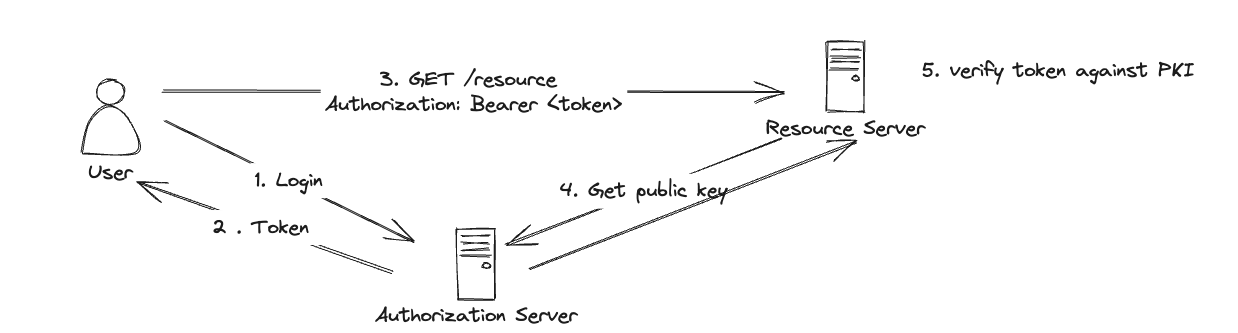 3. GET /resource
Authorization: Bearer <token>
5. verify token against PKI
Resource Server
User
1. Login
4. Get public key
2 . Token
Authorization Server